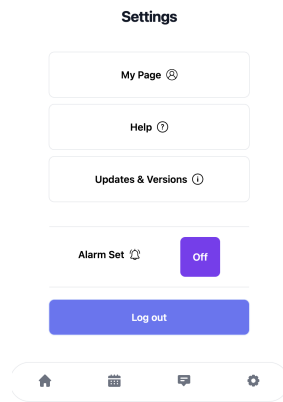 Settings
My Page
Help
Updates & Versions
Alarm Set
Off
Log out